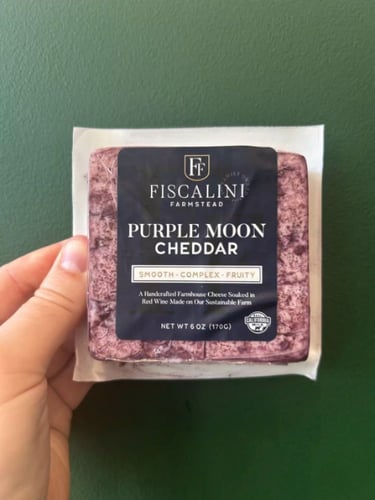 FF
FISCALINI
FARMSTEAD
PURPLE MOON
CHEDDAR
SMOOTH • COMPLEX • FRUITY
A Handcrafted Farmhouse Cheese Soaked in
Red Wine Made on Our Sustainable Farm
NET WT 6 OZ (170G)
CALIFORNIA